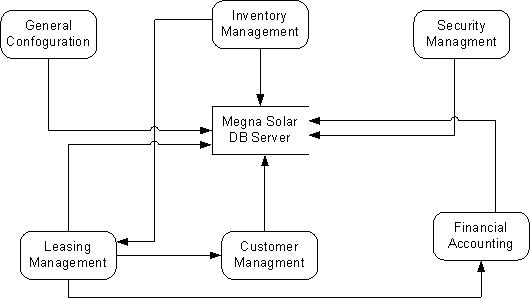 General
Confoguration
Inventory
Management
Security
Managment
Megna Solar
DB Server
Leasing
Management
Customer
Managment
Financial
Accounting